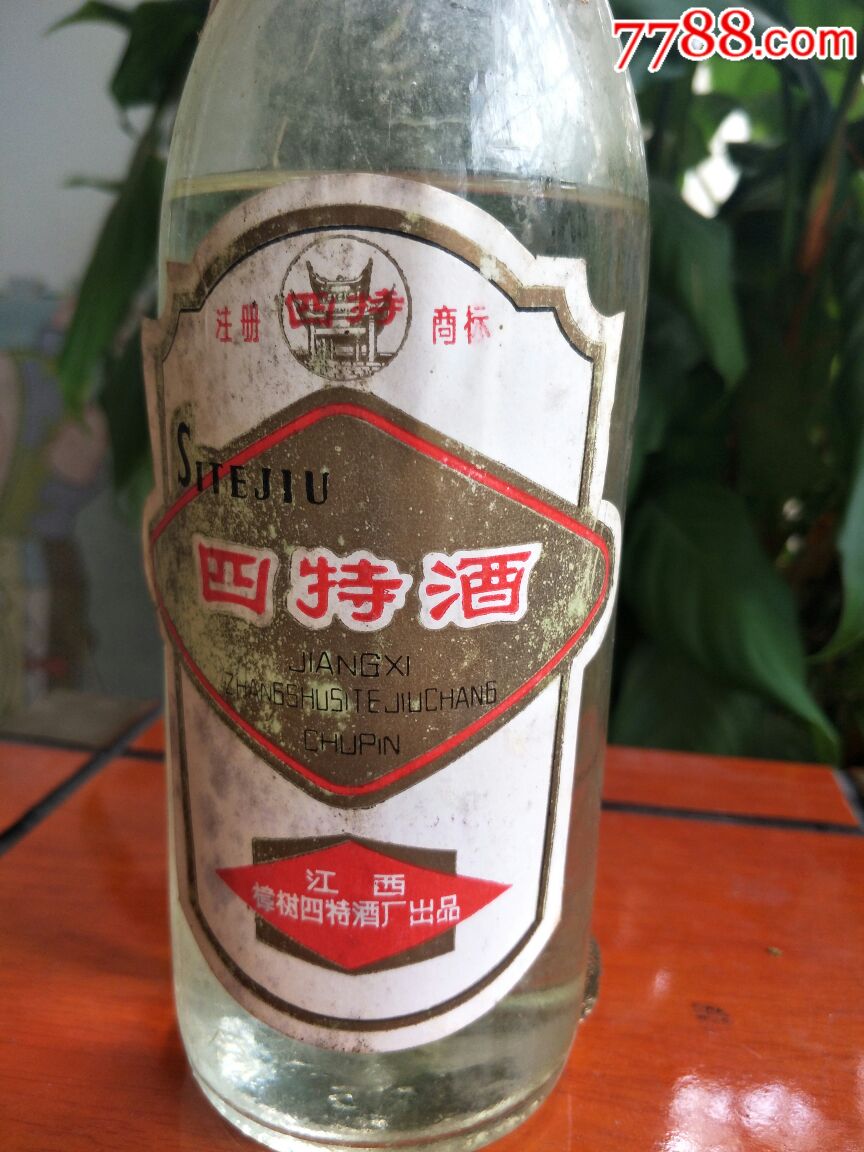 7788.com
注册 四特 商标
SITEJIU
四特酒
JIANGXI
ZHANGSHUSITEJIUCHANG
CHUPIN
江西
樟树四特酒厂出品